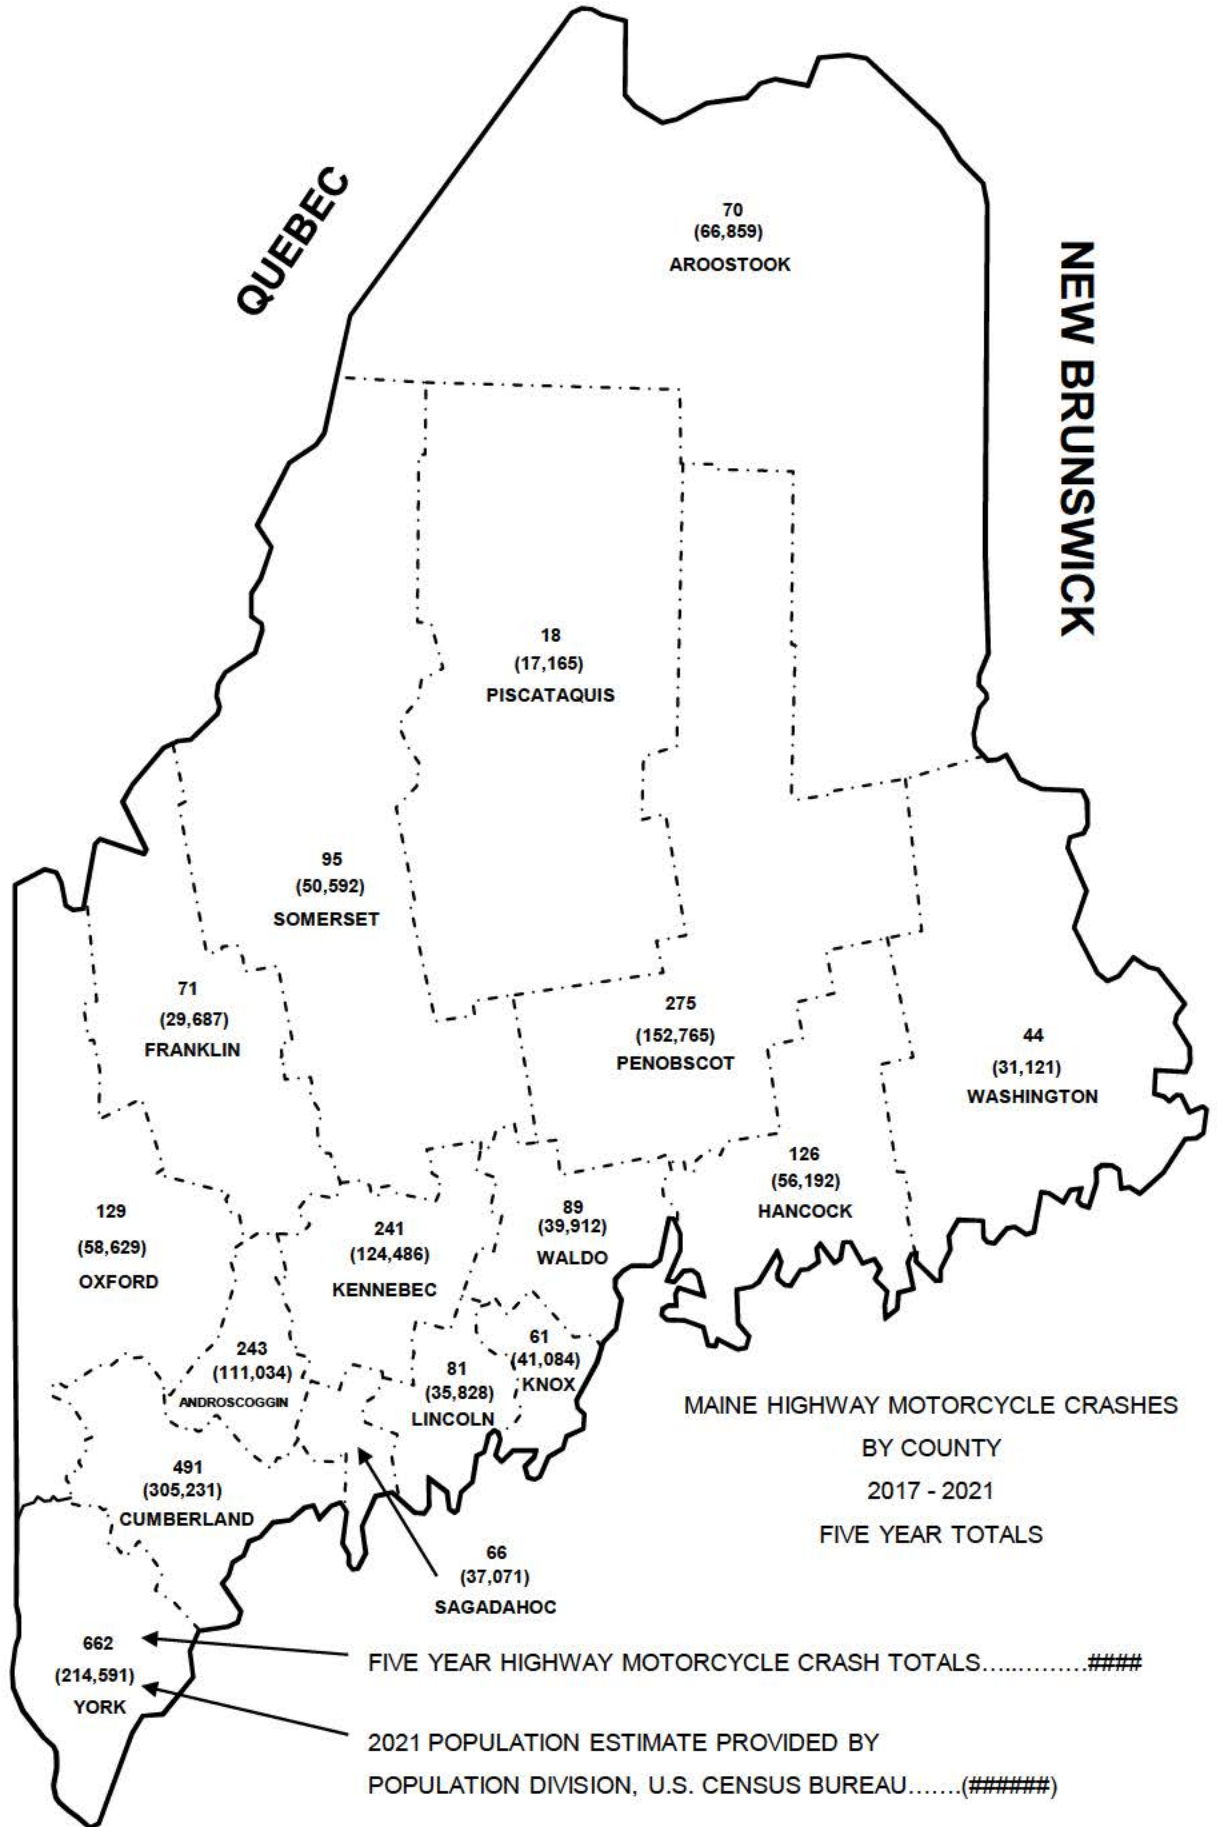 QUEBEC
NEW BRUNSWICK
70
(66,859)
AROOSTOOK
18
(17,165)
PISCATAQUIS
95
(50,592)
SOMERSET
71
(29,687)
FRANKLIN
275
(152,765)
PENOBSCOT
44
(31,121)
WASHINGTON
126
(56,192)
HANCOCK
129
(58,629)
OXFORD
241
(124,486)
KENNEBEC
89
(39,912)
WALDO
243
(111,034)
ANDROSCOGGIN
81
(35,828)
LINCOLN
61
(41,084)
KNOX
491
(305,231)
CUMBERLAND
66
(37,071)
SAGADAHOC
662
(214,591)
YORK
MAINE HIGHWAY MOTORCYCLE CRASHES
BY COUNTY
2017 - 2021
FIVE YEAR TOTALS
FIVE YEAR HIGHWAY MOTORCYCLE CRASH TOTALS…..………####
2021 POPULATION ESTIMATE PROVIDED BY
POPULATION DIVISION, U.S. CENSUS BUREAU…….(######)